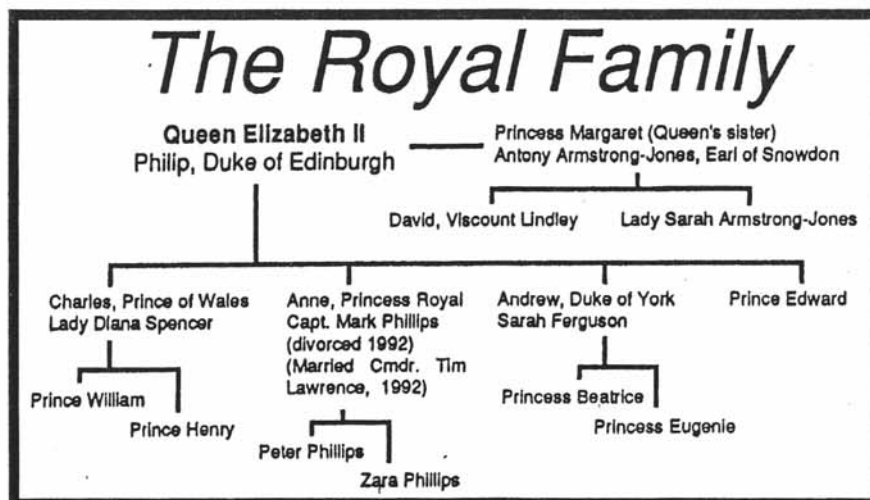 The Royal Family
Queen Elizabeth II
Philip, Duke of Edinburgh
Princess Margaret (Queen's sister)
Antony Armstrong-Jones, Earl of Snowdon
David, Viscount Lindley
Lady Sarah Armstrong-Jones
Charles, Prince of Wales
Lady Diana Spencer
Anne, Princess Royal
Capt. Mark Phillips
(divorced 1992)
(Married Cmdr. Tim
Lawrence, 1992)
Andrew, Duke of York
Sarah Ferguson
Prince Edward
Prince William
Prince Henry
Peter Phillips
Zara Phillips
Princess Beatrice
Princess Eugenie